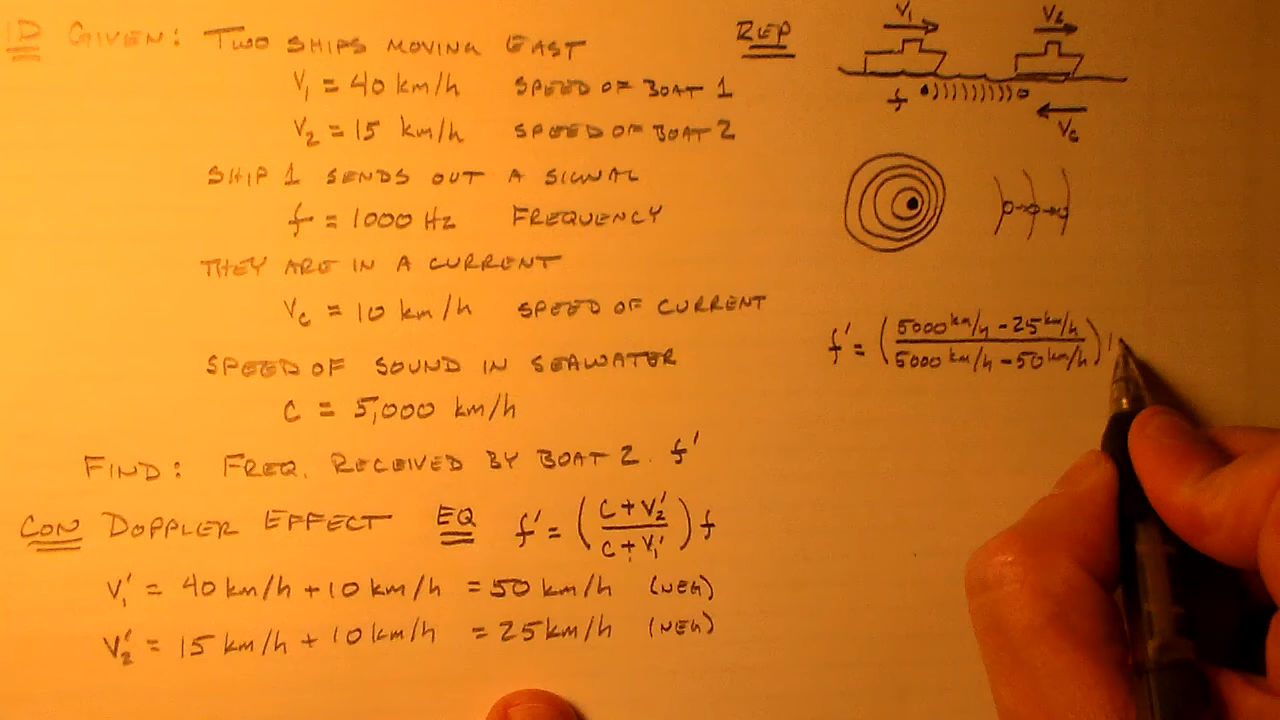 ID GIVEN: TWO SHIPS MOVING EAST
V₁ = 40 km/h SPEED OF BOAT 1
V₂ = 15 km/h SPEED OF BOAT 2
SHIP 1 SENDS OUT A SIGNAL
f = 1000 Hz FREQUENCY
THEY ARE IN A CURRENT
Vc = 10 km/h SPEED OF CURRENT
SPEED OF SOUND IN SEAWATER
C = 5,000 km/h
FIND: FREQ. RECEIVED BY BOAT 2. f'
CON DOPPLER EFFECT EQ f' = ((C + V₂')/(C + V₁')) f
V₁' = 40 km/h + 10 km/h = 50 km/h (NEG)
V₂' = 15 km/h + 10 km/h = 25 km/h (NEG)
REP
V₁ V₂
f
Vc
f' = ((5000 km/h - 25 km/h)/(5000 km/h - 50 km/h)) 1